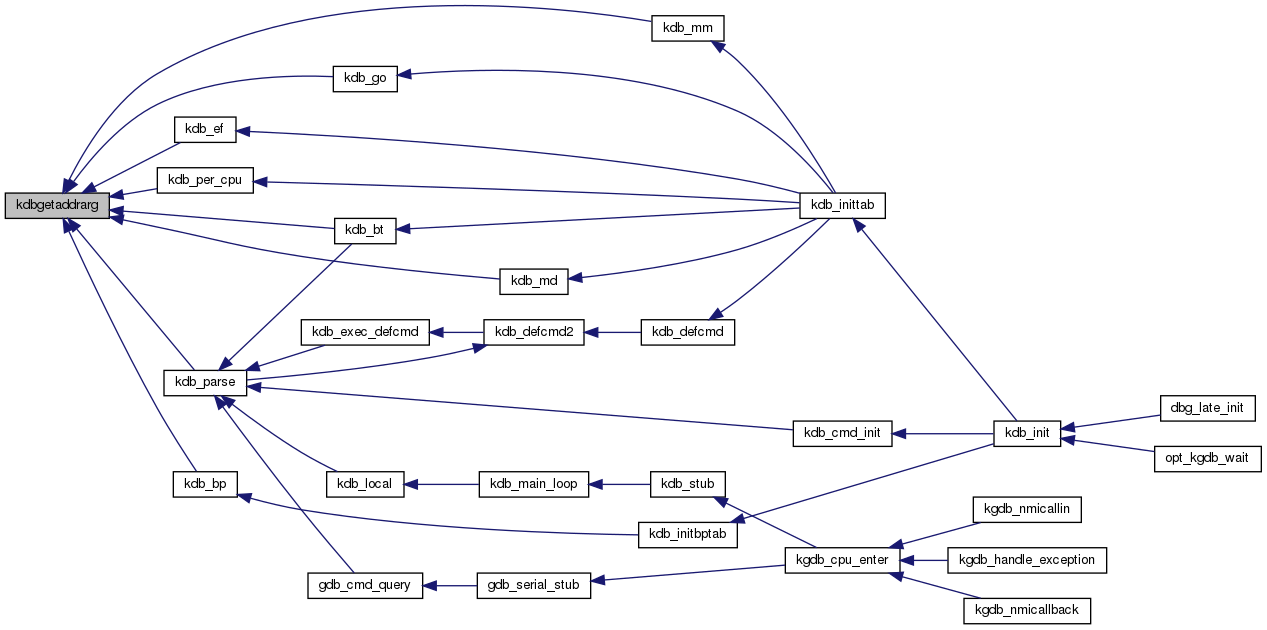 kdb_mm
kdb_go
kdb_ef
kdb_per_cpu
kdbgetaddrarg
kdb_inittab
kdb_bt
kdb_md
kdb_exec_defcmd
kdb_defcmd2
kdb_defcmd
kdb_parse
dbg_late_init
kdb_cmd_init
kdb_init
opt_kgdb_wait
kdb_bp
kdb_local
kdb_main_loop
kdb_stub
kgdb_nmicallin
kdb_initbptab
kgdb_cpu_enter
kgdb_handle_exception
gdb_cmd_query
gdb_serial_stub
kgdb_nmicallback